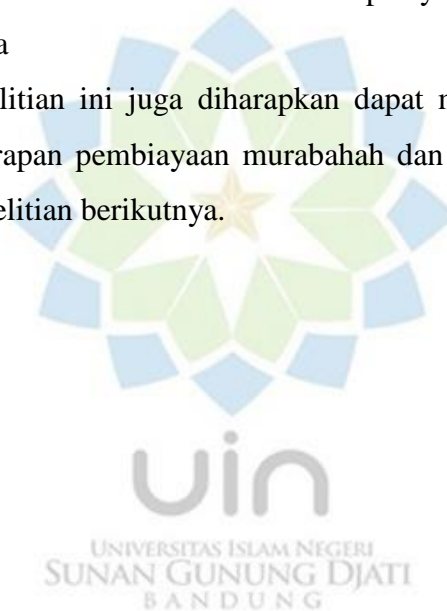 a
litian ini juga diharapkan dapat
rapan pembiayaan murabahah dan
elitian berikutnya.
uin
UNIVERSITAS ISLAM NEGERI
SUNAN GUNUNG DJATI
BANDUNG